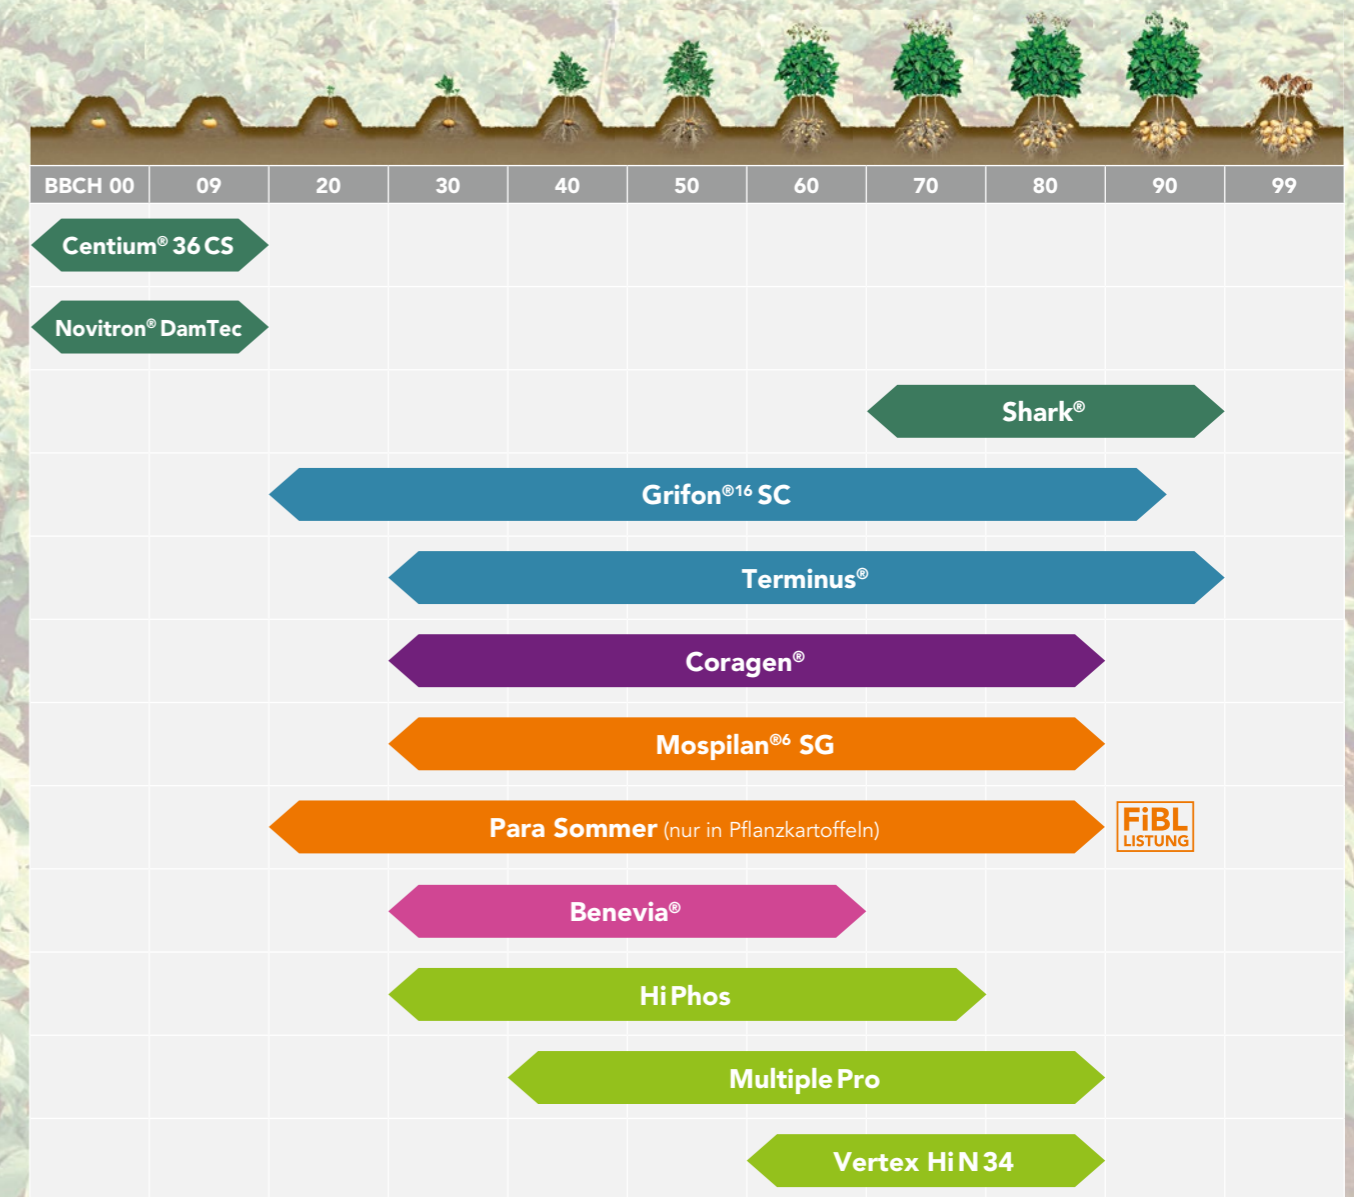 BBCH 00 09 20 30 40 50 60 70 80 90 99
Centium® 36 CS
Novitron® DamTec
Shark®
Grifon®16 SC
Terminus®
Coragen®
Mospilan®6 SG
Para Sommer (nur in Pflanzkartoffeln)
FiBL
LISTUNG
Benevia®
Hi Phos
Multiple Pro
Vertex Hi N 34